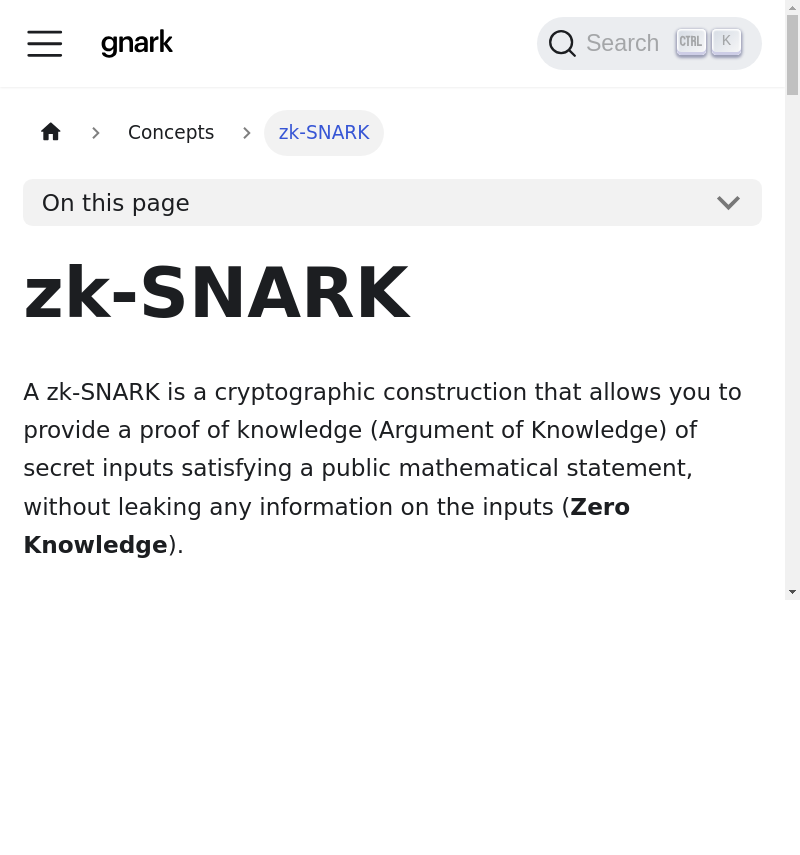 gnark
Search CTRL K
Concepts
zk-SNARK
On this page
zk-SNARK
A zk-SNARK is a cryptographic construction that allows you to
provide a proof of knowledge (Argument of Knowledge) of
secret inputs satisfying a public mathematical statement,
without leaking any information on the inputs (Zero
Knowledge).